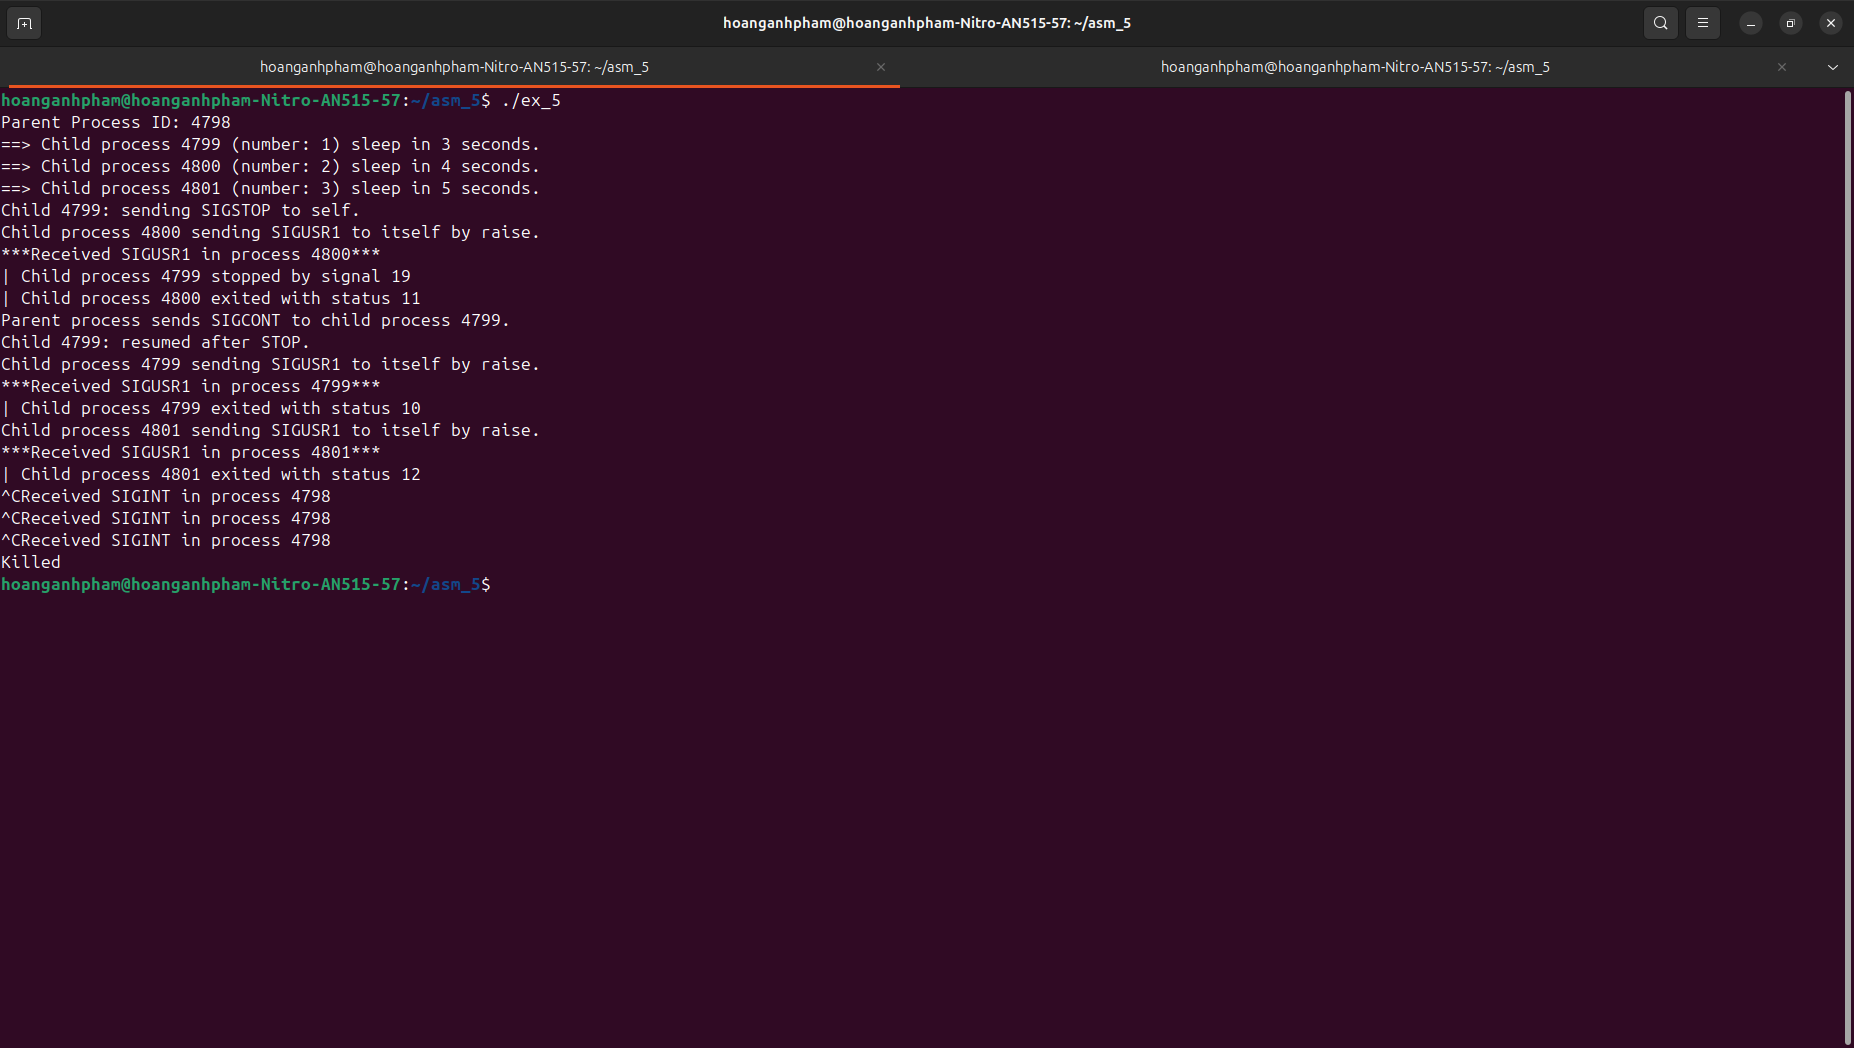 hoanganhpham@hoanganhpham-Nitro-AN515-57: ~/asm_5
hoanganhpham@hoanganhpham-Nitro-AN515-57: ~/asm_5
hoanganhpham@hoanganhpham-Nitro-AN515-57: ~/asm_5
hoanganhpham@hoanganhpham-Nitro-AN515-57:~/asm_5$ ./ex_5
Parent Process ID: 4798
==> Child process 4799 (number: 1) sleep in 3 seconds.
==> Child process 4800 (number: 2) sleep in 4 seconds.
==> Child process 4801 (number: 3) sleep in 5 seconds.
Child 4799: sending SIGSTOP to self.
Child process 4800 sending SIGUSR1 to itself by raise.
***Received SIGUSR1 in process 4800***
| Child process 4799 stopped by signal 19
| Child process 4800 exited with status 11
Parent process sends SIGCONT to child process 4799.
Child 4799: resumed after STOP.
Child process 4799 sending SIGUSR1 to itself by raise.
***Received SIGUSR1 in process 4799***
| Child process 4799 exited with status 10
Child process 4801 sending SIGUSR1 to itself by raise.
***Received SIGUSR1 in process 4801***
| Child process 4801 exited with status 12
^CReceived SIGINT in process 4798
^CReceived SIGINT in process 4798
^CReceived SIGINT in process 4798
Killed
hoanganhpham@hoanganhpham-Nitro-AN515-57:~/asm_5$